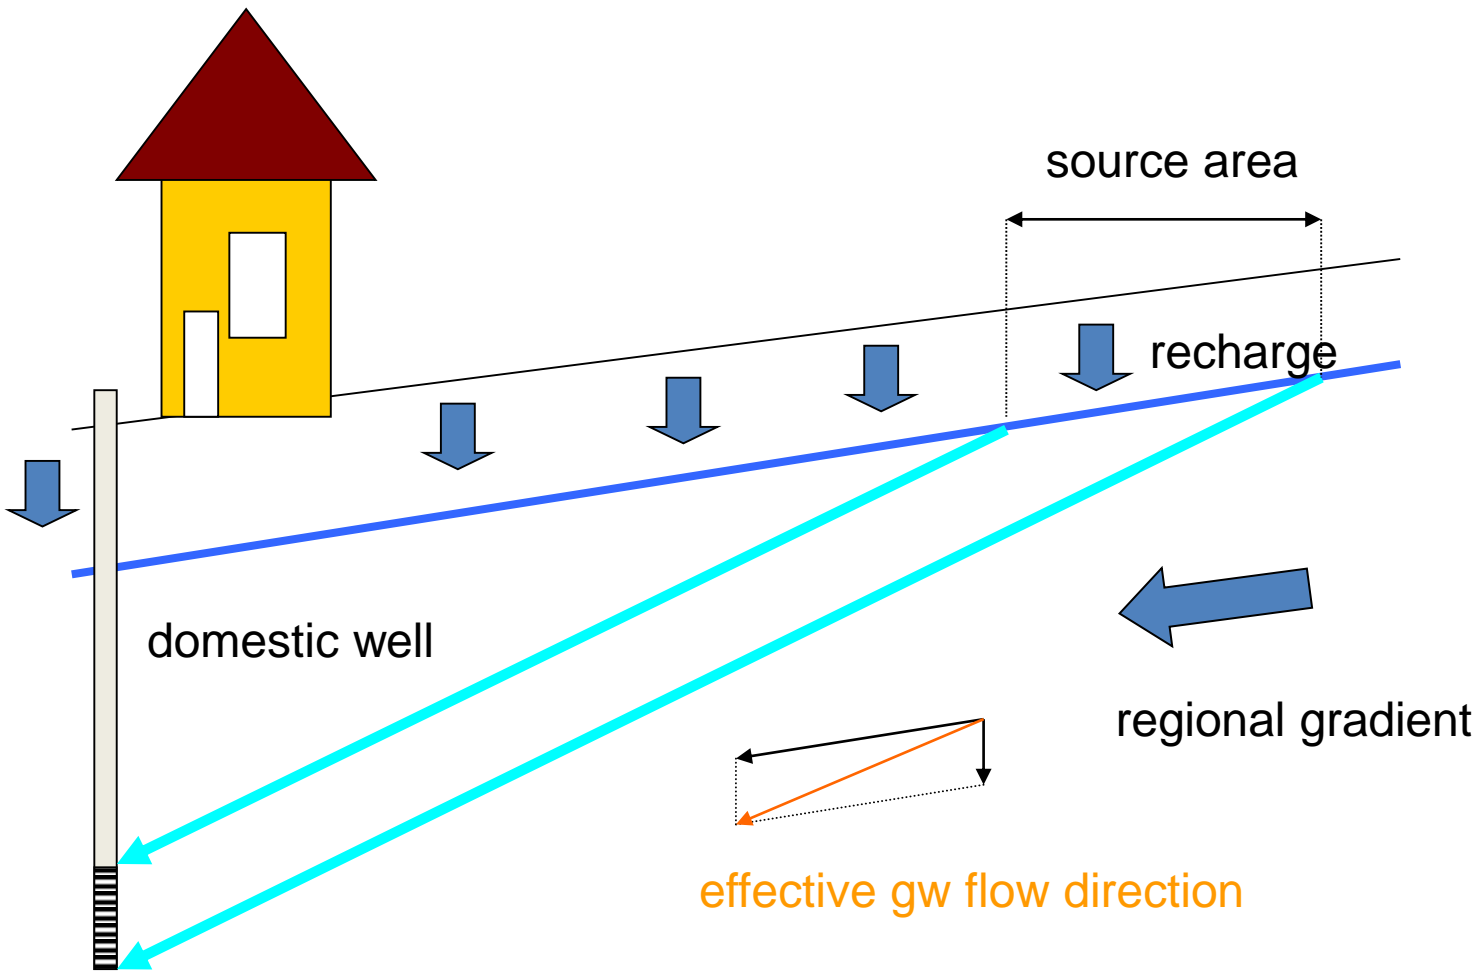 source area
recharge
domestic well
regional gradient
effective gw flow direction